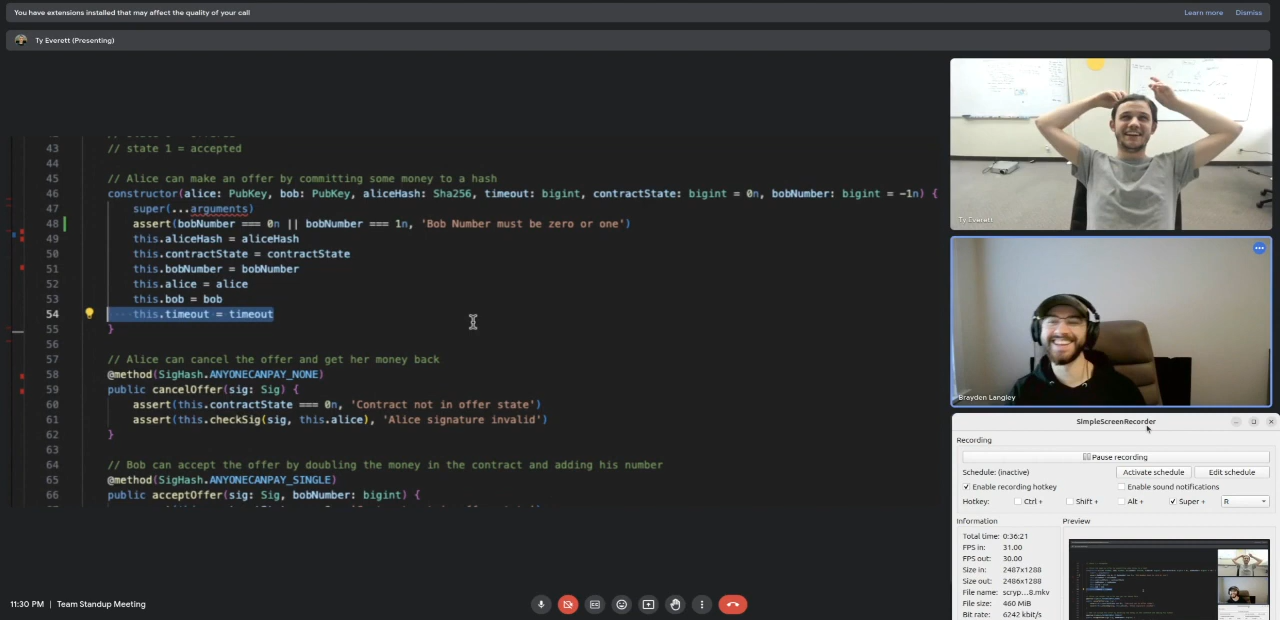 You have extensions installed that may affect the quality of your call
Learn more
Dismiss
Ty Everett (Presenting)
43 // state 1 = accepted
44
45 // Alice can make an offer by committing some money to a hash
46 constructor(alice: PubKey, bob: PubKey, aliceHash: Sha256, timeout: bigint, contractState: bigint = 0n, bobNumber: bigint = -1n) {
47 super(...arguments)
48 assert(bobNumber === 0n || bobNumber === 1n, 'Bob Number must be zero or one')
49 this.aliceHash = aliceHash
50 this.contractState = contractState
51 this.bobNumber = bobNumber
52 this.alice = alice
53 this.bob = bob
54 this.timeout = timeout
55 }
56
57 // Alice can cancel the offer and get her money back
58 @method(SigHash.ANYONECANPAY_NONE)
59 public cancelOffer(sig: Sig) {
60 assert(this.contractState === 0n, 'Contract not in offer state')
61 assert(this.checkSig(sig, this.alice), 'Alice signature invalid')
62 }
63
64 // Bob can accept the offer by doubling the money in the contract and adding his number
65 @method(SigHash.ANYONECANPAY_SINGLE)
66 public acceptOffer(sig: Sig, bobNumber: bigint) {
Ty Everett
Brayden Langley
SimpleScreenRecorder
Recording
Pause recording
Schedule: (inactive)
Activate schedule
Edit schedule
Enable recording hotkey
Enable sound notifications
Hotkey:
Ctrl +
Shift +
Alt +
Super +
R
Information
Preview
Total time: 0:36:21
FPS in: 31.00
FPS out: 30.00
Size in: 2487x1288
Size out: 2486x1288
File name: scryp...8.mkv
File size: 460 MiB
Bit rate: 6242 kbit/s
11:30 PM | Team Standup Meeting